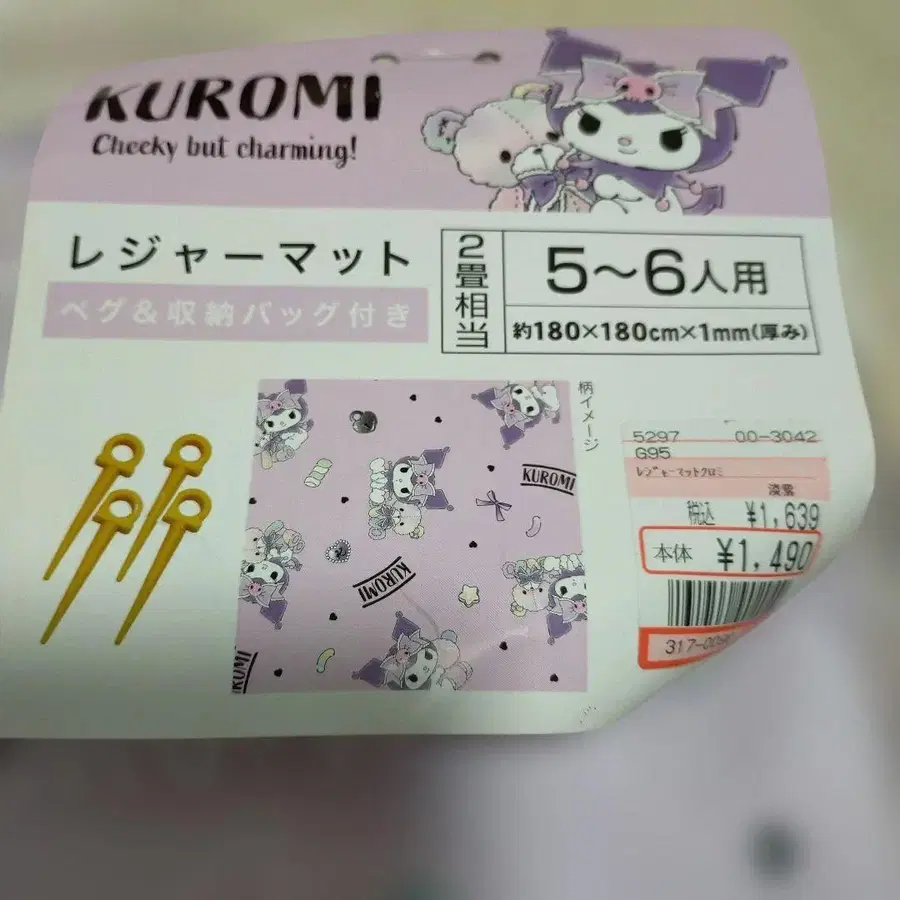 KUROMI
Cheeky but charming!
レジャーマット
ペグ&収納バッグ付き
2畳相当
5～6人用
約180×180cm×1mm(厚み)
柄イメージ
KUROMI
KUROMI
KUROMI
5297 00-3042
G95
レジャーマットクロミ
淡紫
税込 ¥1,639
本体 ¥1,490